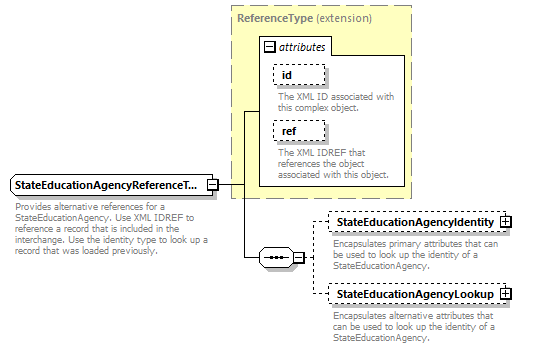 ReferenceType (extension)
attributes
id
The XML ID associated with
this complex object.
ref
The XML IDREF that
references the object
associated with this object.
StateEducationAgencyReferenceT...
Provides alternative references for a
StateEducationAgency. Use XML IDREF to
reference a record that is included in the
interchange. Use the identity type to look up a
record that was loaded previously.
StateEducationAgencyIdentity
Encapsulates primary attributes that can
be used to look up the identity of a
StateEducationAgency.
StateEducationAgencyLookup
Encapsulates alternative attributes that
can be used to look up the identity of a
StateEducationAgency.